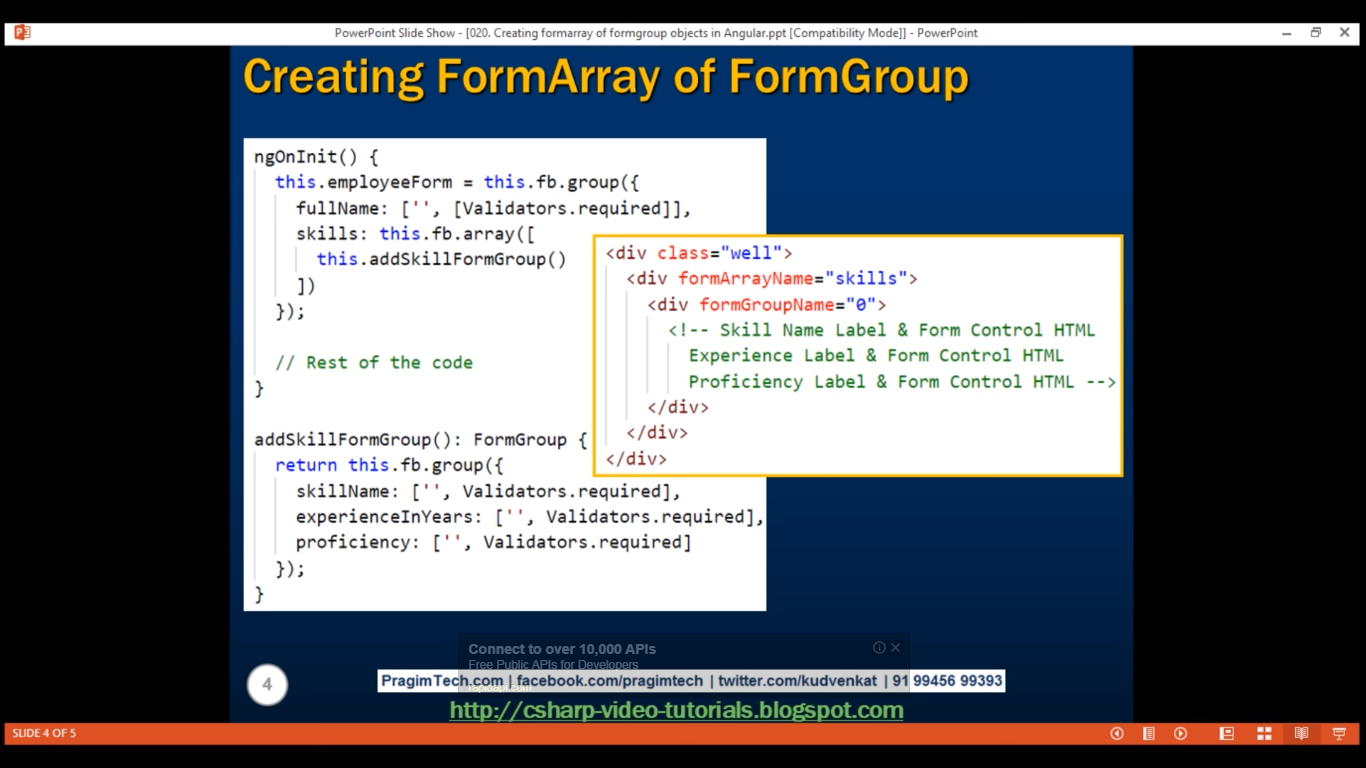 PowerPoint Slide Show - [020. Creating formarray of formgroup objects in Angular.ppt [Compatibility Mode]] - PowerPoint
Creating FormArray of FormGroup
ngOnInit() {
this.employeeForm = this.fb.group({
fullName: ['', [Validators.required]],
skills: this.fb.array([
this.addSkillFormGroup()
])
});
// Rest of the code
}
addSkillFormGroup(): FormGroup {
return this.fb.group({
skillName: ['', Validators.required],
experienceInYears: ['', Validators.required],
proficiency: ['', Validators.required]
});
}
<div class="well">
<div formArrayName="skills">
<div formGroupName="0">
<!-- Skill Name Label & Form Control HTML
Experience Label & Form Control HTML
Proficiency Label & Form Control HTML -->
</div>
</div>
</div>
Connect to over 10,000 APIs
Free Public APIs for Developers
4
PragimTech.com | facebook.com/pragimtech | twitter.com/kudvenkat | 91 99456 99393
http://csharp-video-tutorials.blogspot.com
SLIDE 4 OF 5